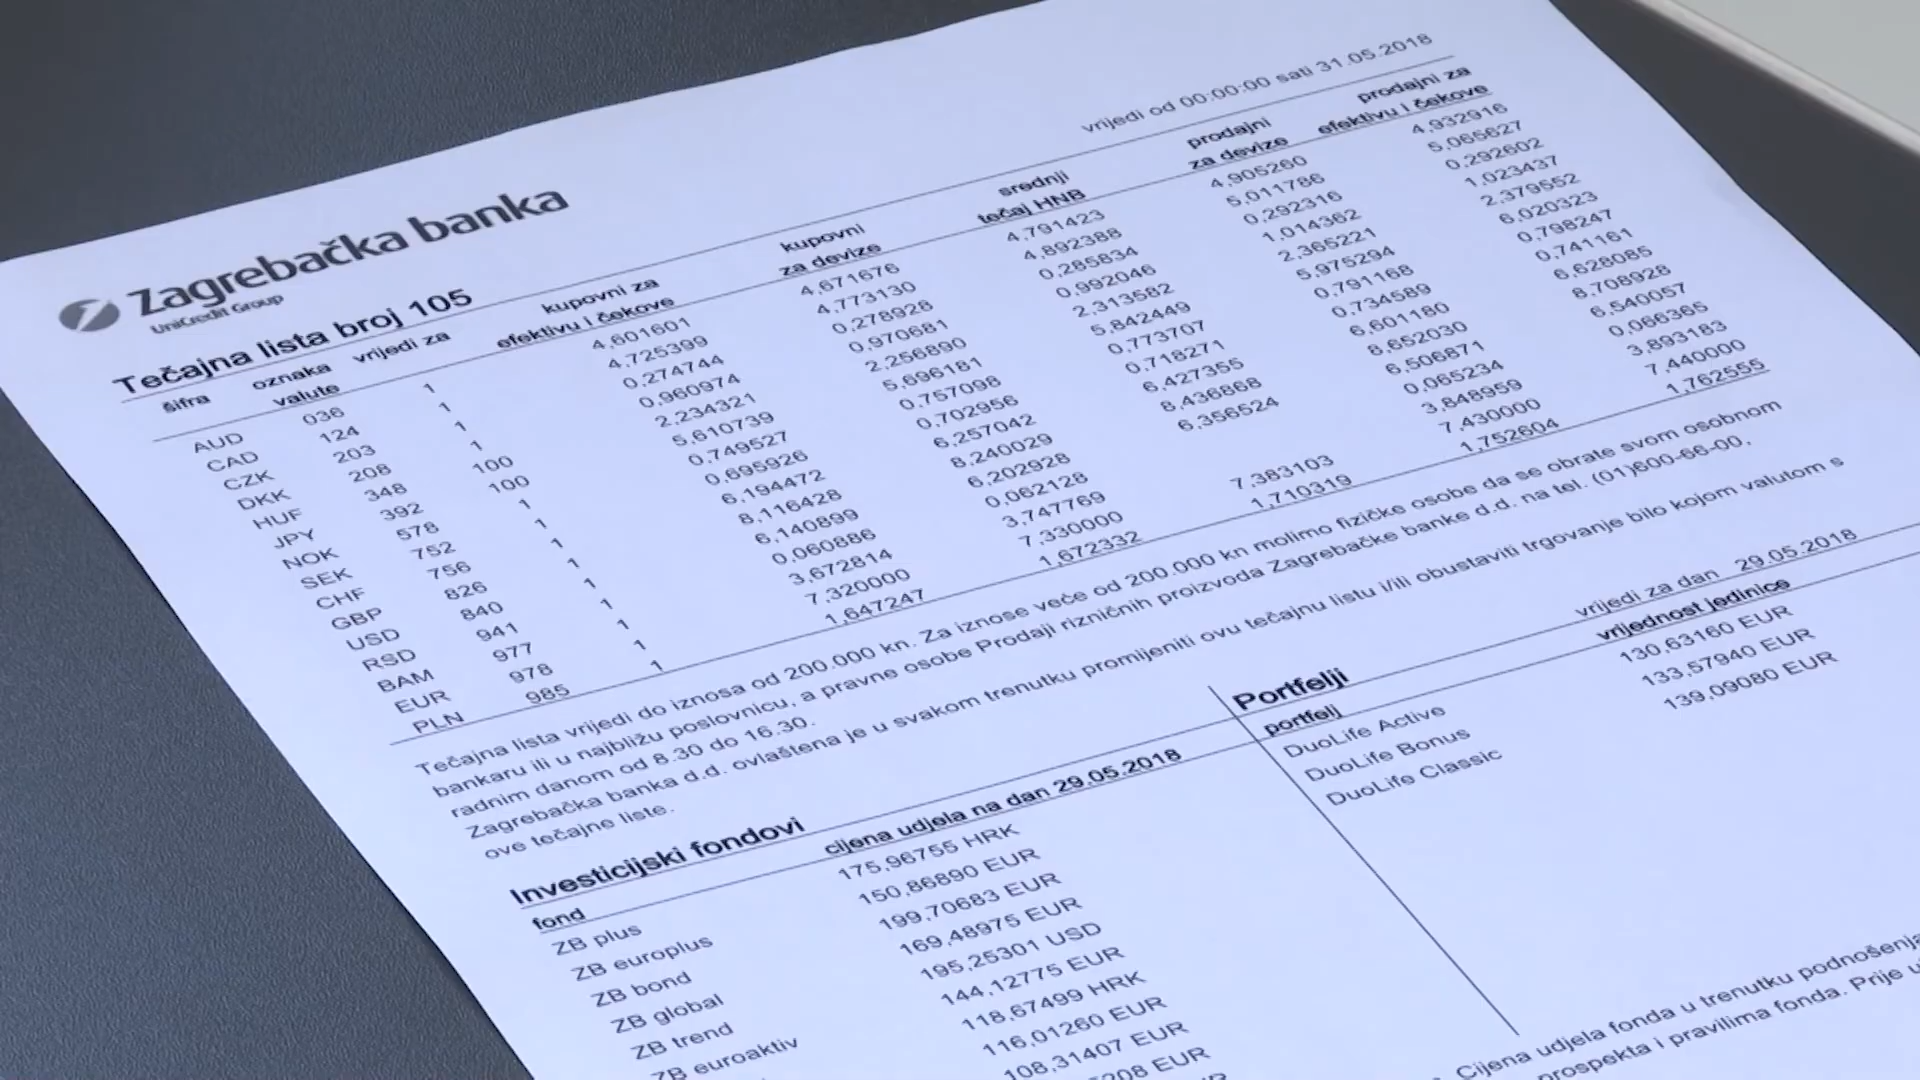 Zagrebačka banka
UniCredit Group
vrijedi od 00:00:00 sati 31.05.2018
Tečajna lista broj 105
šifra oznaka valute vrijedi za kupovni za efektivu i čekove kupovni za devize srednji tečaj HNB prodajni za devize prodajni za efektivu i čekove
AUD 036 1 4,601601 4,671676 4,791423 4,905260 4,932916
CAD 124 1 4,725399 4,773130 4,892388 5,011786 5,065627
CZK 203 1 0,274744 0,278928 0,285834 0,292316 0,292602
DKK 208 1 0,960974 0,970681 0,992046 1,014362 1,023437
HUF 348 100 2,234321 2,256890 2,313582 2,365221 2,379552
JPY 392 100 5,610739 5,696181 5,842449 5,975294 6,020323
NOK 578 1 0,749527 0,757098 0,773707 0,791168 0,798247
SEK 752 1 0,695926 0,702956 0,718271 0,734589 0,741161
CHF 756 1 6,194472 6,257042 6,427355 6,601180 6,628085
GBP 826 1 8,116428 8,240029 8,436868 8,652030 8,708928
USD 840 1 6,140899 6,202928 6,356524 6,506871 6,540057
RSD 941 1 0,060886 0,062128 0,065234 0,066365
BAM 977 1 3,672814 3,747769 3,848959 3,893183
EUR 978 1 7,320000 7,330000 7,383103 7,430000 7,440000
PLN 985 1 1,647247 1,672332 1,710319 1,752604 1,762555
Tečajna lista vrijedi do iznosa od 200.000 kn. Za iznose veće od 200.000 kn molimo fizičke osobe da se obrate svom osobnom
bankaru ili u najbližu poslovnicu, a pravne osobe Prodaji rizničnih proizvoda Zagrebačke banke d.d. na tel. (01)600-66-00,
radnim danom od 8.30 do 16.30.
Zagrebačka banka d.d. ovlaštena je u svakom trenutku promijeniti ovu tečajnu listu i/ili obustaviti trgovanje bilo kojom valutom s
ove tečajne liste.
Investicijski fondovi
fond cijena udjela na dan 29.05.2018
ZB plus 175,96755 HRK
ZB europlus 150,86890 EUR
ZB bond 199,70683 EUR
ZB global 169,48975 EUR
ZB trend 195,25301 USD
ZB euroaktiv 144,12775 EUR
118,67499 HRK
116,01260 EUR
108,31407 EUR
208 EUR
Portfelji vrijedi za dan 29.05.2018
portfelj vrijednost jedinice
DuoLife Active 130,63160 EUR
DuoLife Bonus 133,57940 EUR
DuoLife Classic 139,09080 EUR
Cijena udjela fonda u trenutku podnošenja
prospekta i pravilima fonda. Prije